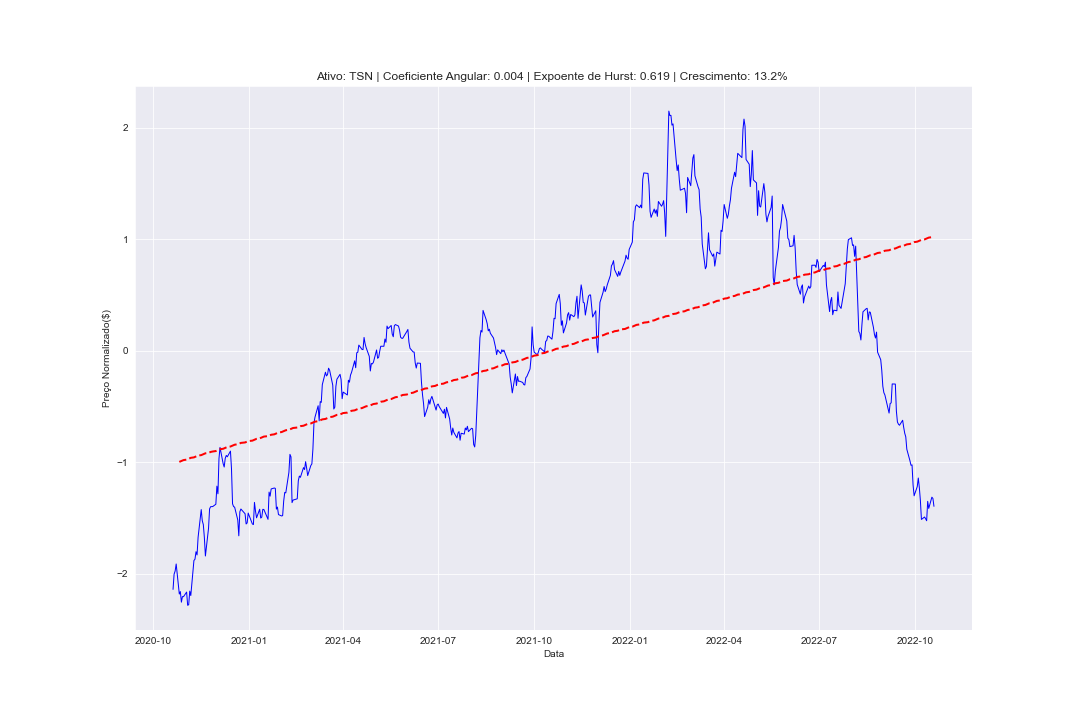 Ativo: TSN | Coeficiente Angular: 0.004 | Expoente de Hurst: 0.619 | Crescimento: 13.2%
Preço Normalizado($)
2
1
0
−1
−2
2020-10 2021-01 2021-04 2021-07 2021-10 2022-01 2022-04 2022-07 2022-10
Data